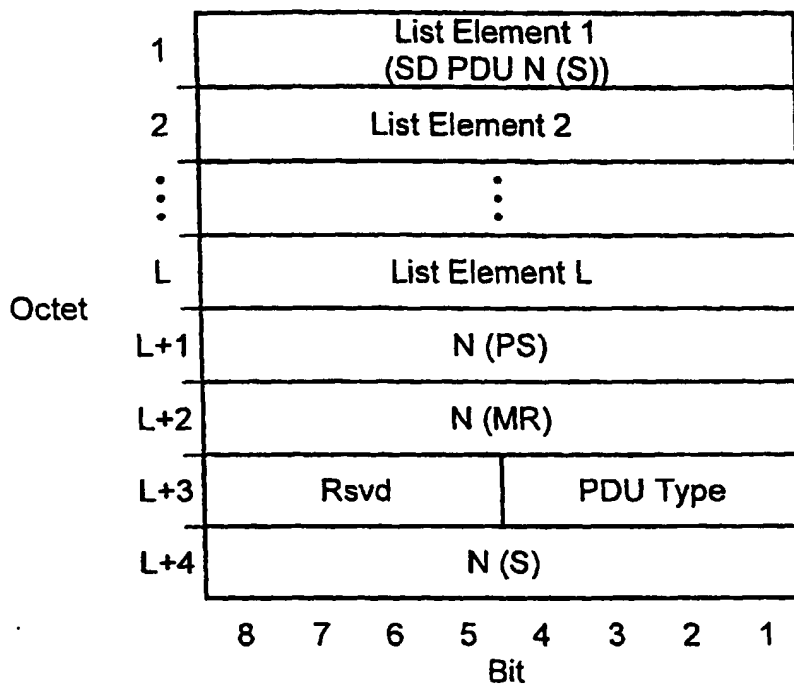 1 List Element 1
(SD PDU N (S))
2 List Element 2
L List Element L
Octet
L+1 N (PS)
L+2 N (MR)
L+3 Rsvd PDU Type
L+4 N (S)
8 7 6 5 4 3 2 1
Bit